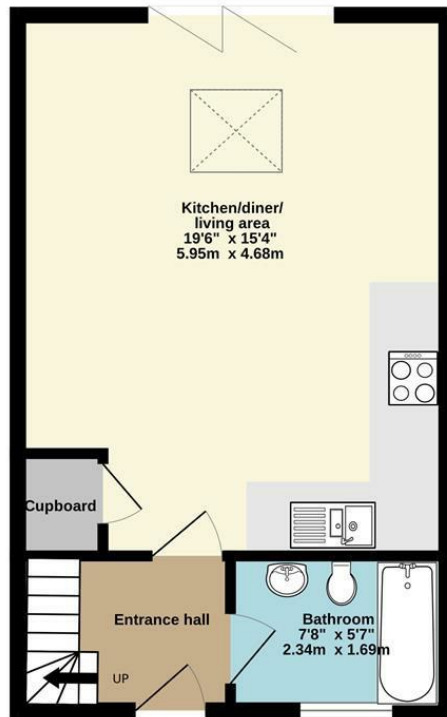 Kitchen/diner/
living area
19'6" x 15'4"
5.95m x 4.68m
Cupboard
Entrance hall
UP
Bathroom
7'8" x 5'7"
2.34m x 1.69m